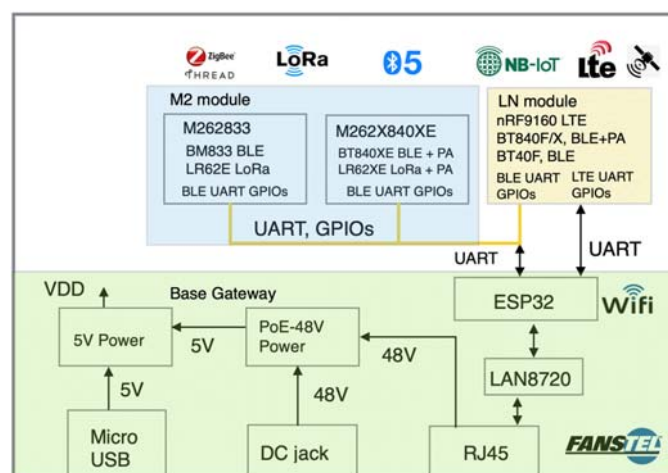 ZigBee
THREAD
LoRa
5
NB-IoT
Lte
M2 module
M262833
BM833 BLE
LR62E LoRa
BLE UART GPIOs
M262X840XE
BT840XE BLE + PA
LR62XE LoRa + PA
BLE UART GPIOs
UART, GPIOs
LN module
nRF9160 LTE
BT840F/X, BLE+PA
BT40F, BLE
BLE UART
GPIOs
LTE UART
GPIOs
UART
UART
VDD
Base Gateway
ESP32
Wifi
5V Power
5V
PoE-48V
Power
48V
LAN8720
5V
48V
Micro
USB
DC jack
RJ45
FANSTEL